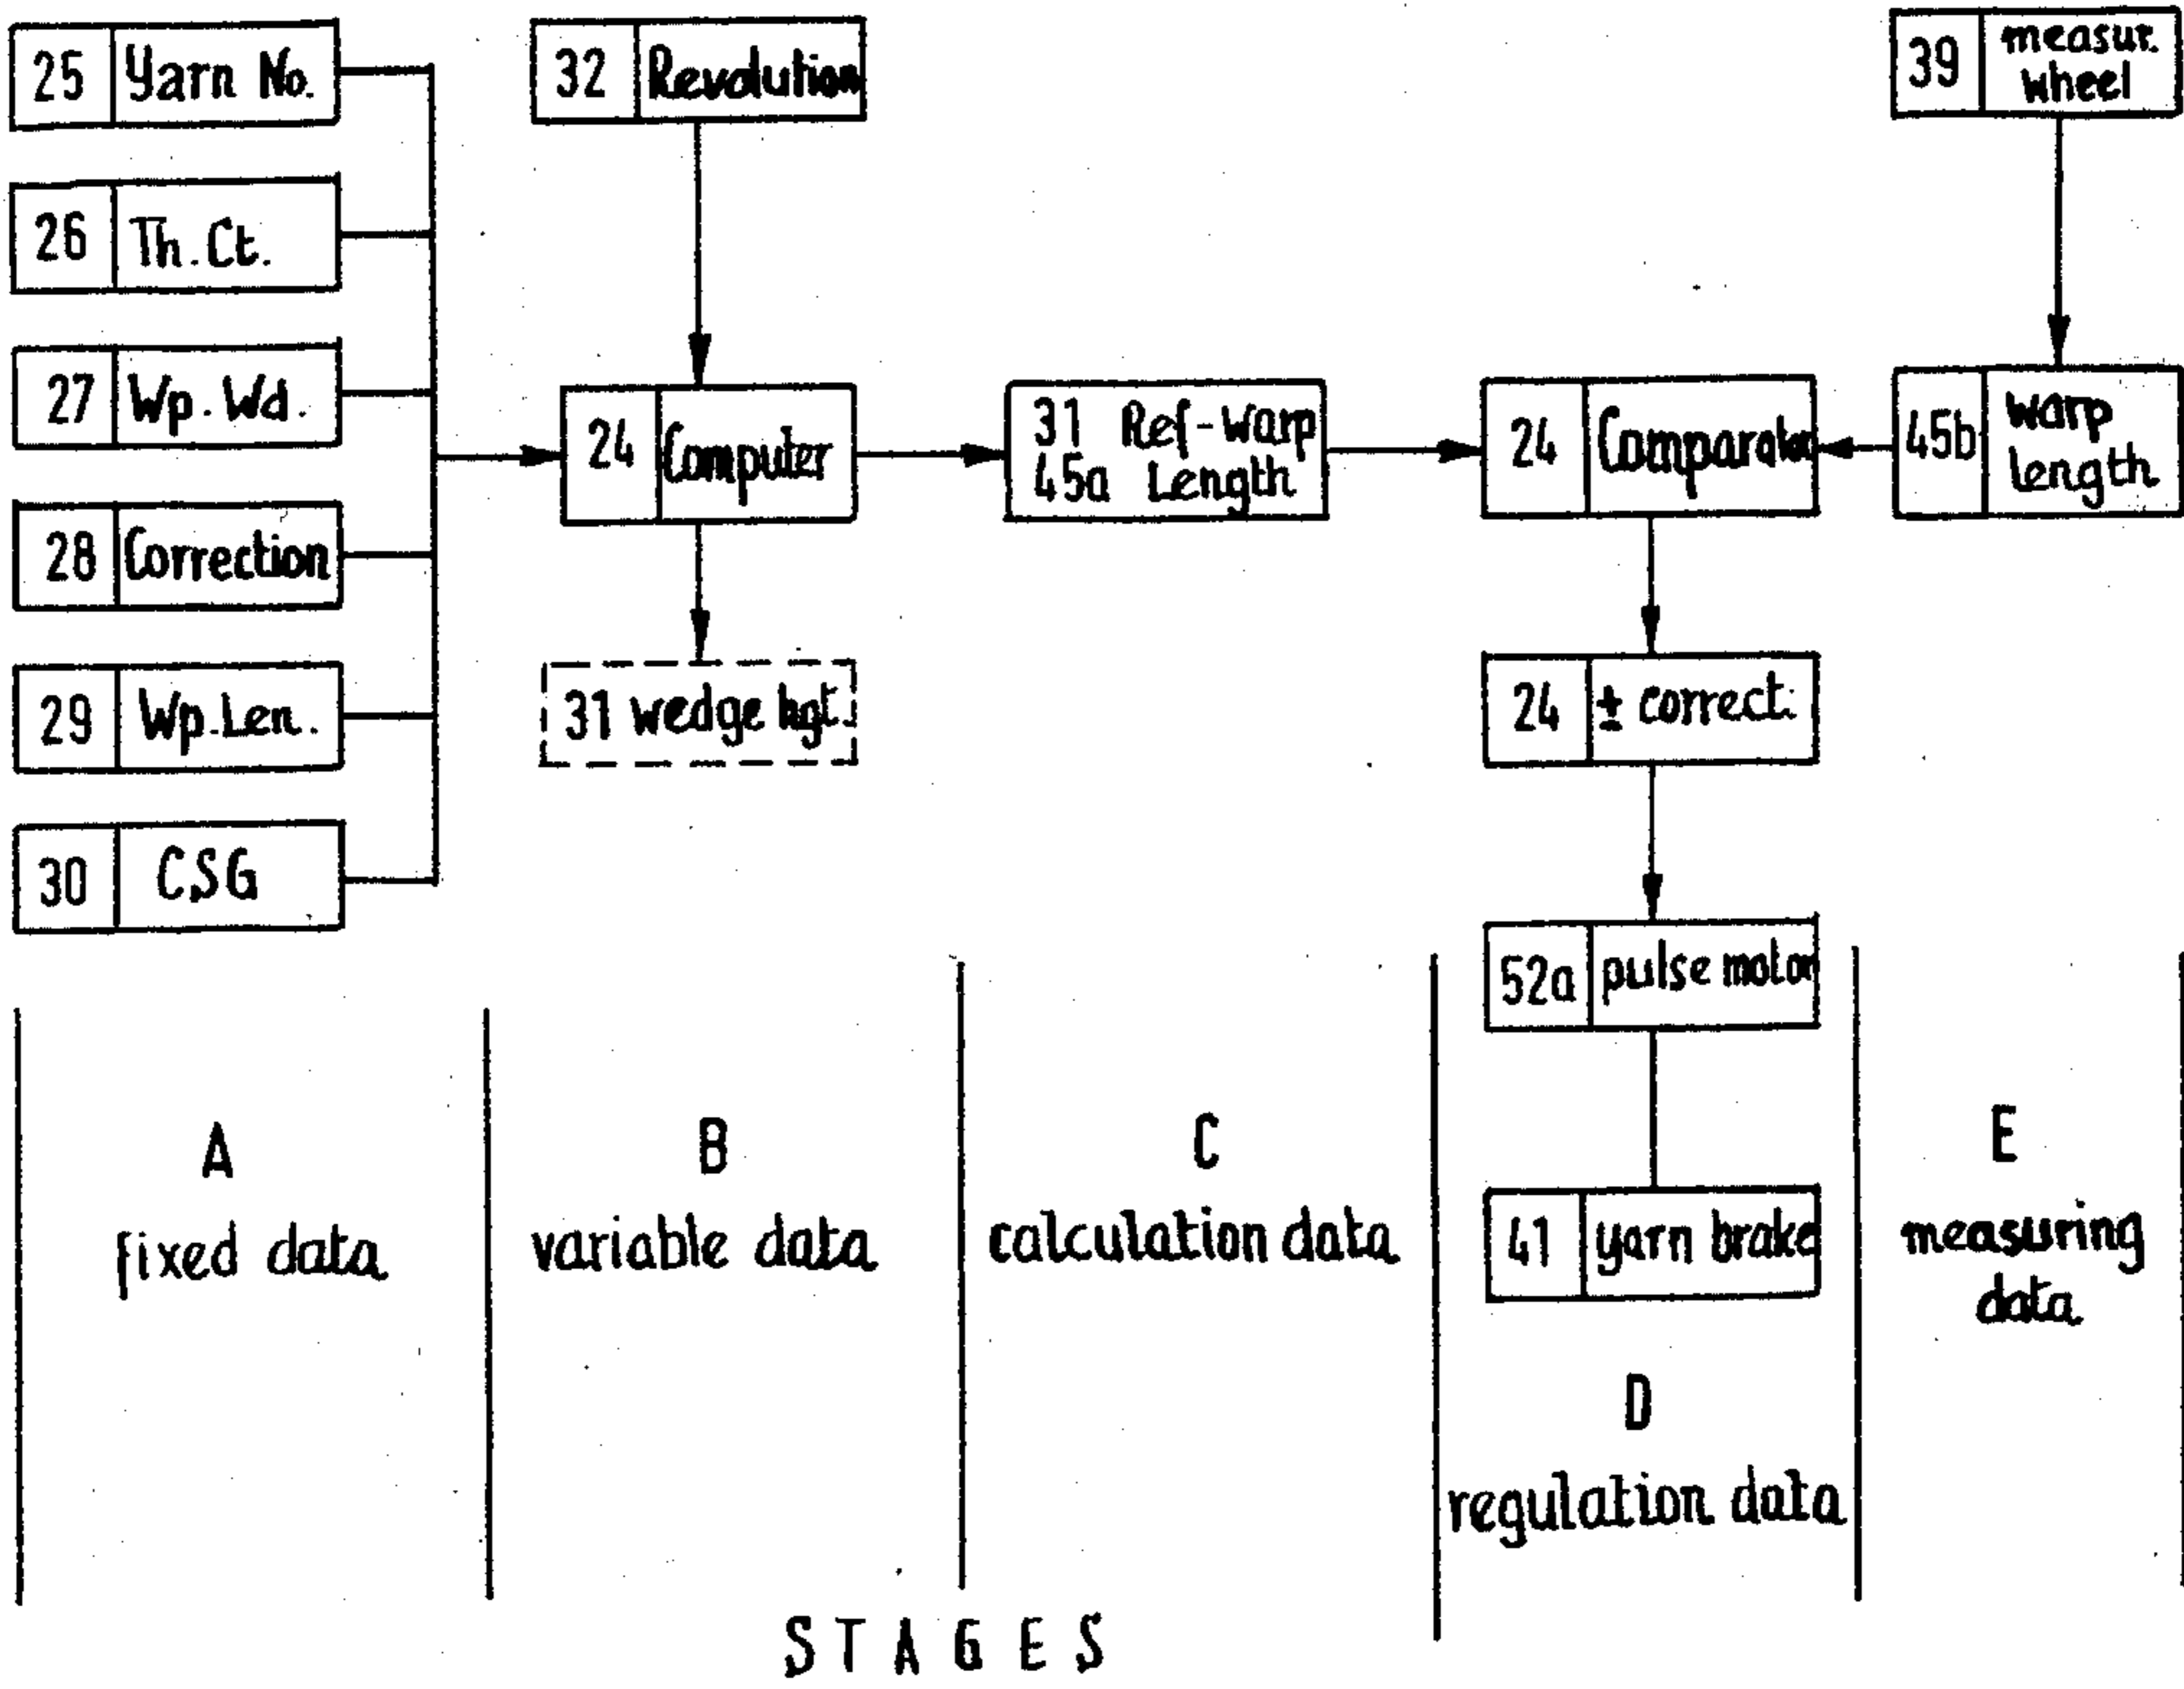 25 Yarn No.
26 Th. Ct.
27 Wp. Wd.
28 Correction
29 Wp. Len.
30 CSG
32 Revolution
24 Computer
31 wedge hgt.
31 Ref-Warp
45a Length
24 Comparator
24 ± correct.
52a pulse motor
41 yarn brake
39 measur.
wheel
45b warp
length
A
fixed data
B
variable data
C
calculation data
D
regulation data
E
measuring
data
STAGES